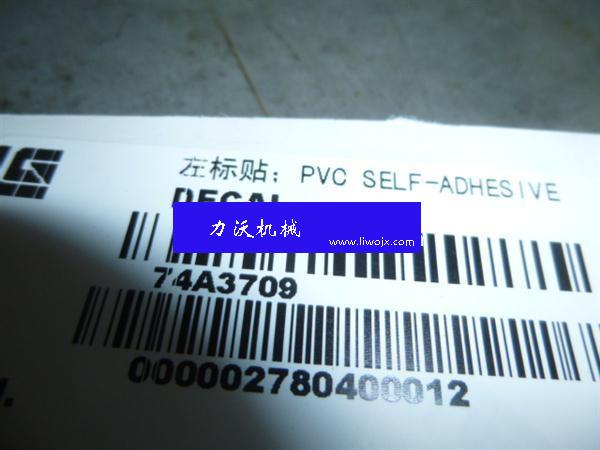 左标贴; PVC SELF-ADHESIVE
DECAL
力沃机械
www.liwojx.com
74A3709
000002780400012